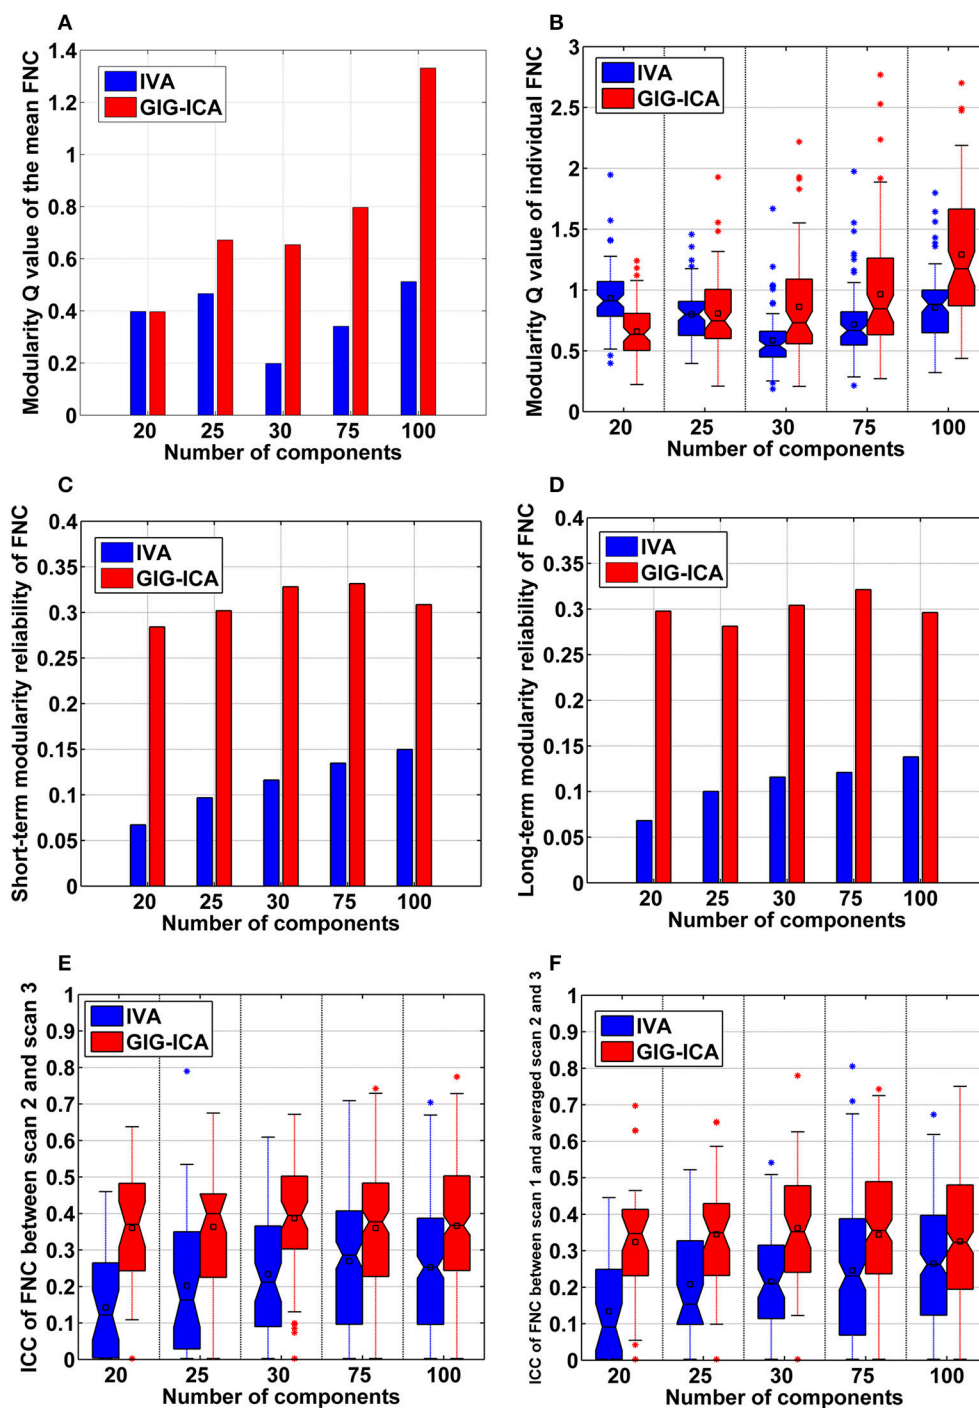 A
Modularity Q value of the mean FNC
1.4
1.2
1
0.8
0.6
0.4
0.2
0
IVA
GIG-ICA
20 25 30 75 100
Number of components
B
Modularity Q value of individual FNC
3
2.5
2
1.5
1
0.5
0
IVA
GIG-ICA
20 25 30 75 100
Number of components
C
Short-term modularity reliability of FNC
0.4
0.35
0.3
0.25
0.2
0.15
0.1
0.05
0
IVA
GIG-ICA
20 25 30 75 100
Number of components
D
Long-term modularity reliability of FNC
0.4
0.35
0.3
0.25
0.2
0.15
0.1
0.05
0
IVA
GIG-ICA
20 25 30 75 100
Number of components
E
ICC of FNC between scan 2 and scan 3
1
0.9
0.8
0.7
0.6
0.5
0.4
0.3
0.2
0.1
0
IVA
GIG-ICA
20 25 30 75 100
Number of components
F
ICC of FNC between scan 1 and averaged scan 2 and 3
1
0.9
0.8
0.7
0.6
0.5
0.4
0.3
0.2
0.1
0
IVA
GIG-ICA
20 25 30 75 100
Number of components